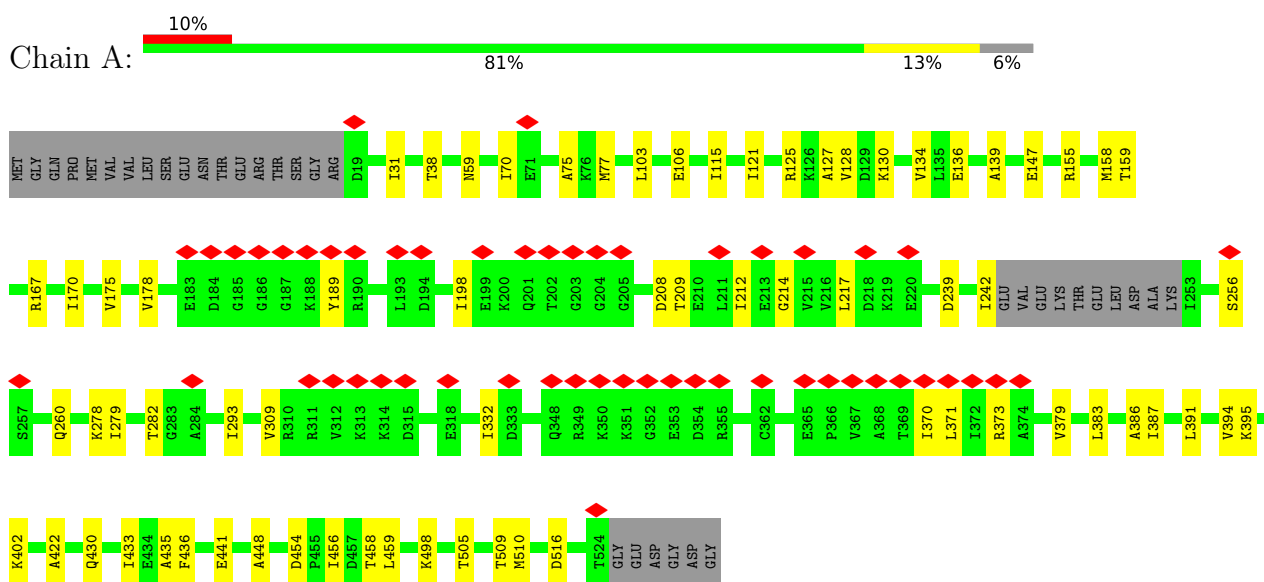 10%
Chain A:
81% 13% 6%
MET GLY GLN PRO MET VAL VAL LEU SER GLU ASN THR GLU ARG THR SER GLY ARG D19 I31 T38 N59 I70 E71 A75 K76 M77 L103 E106 I115 I121 R125 K126 A127 V128 D129 K130 V134 L135 E136 A139 E147 R155 M158 T159
R167 I170 V175 V178 E183 D184 G185 G186 G187 K188 Y189 R190 L193 D194 I198 E199 K200 Q201 T202 G203 G204 G205 D208 T209 E210 L211 I212 E213 G214 V215 V216 L217 D218 K219 E220 D239 I242 GLU VAL GLU LYS THR GLU LEU ASP ALA LYS I253 S256
S257 Q260 K278 I279 T282 G283 A284 I293 V309 R310 R311 V312 K313 K314 D315 E318 I332 D333 Q348 R349 K350 K351 G352 E353 D354 R355 C362 E365 P366 V367 A368 T369 I370 L371 I372 R373 A374 V379 L383 A386 I387 L391 V394 K395
K402 A422 Q430 I433 E434 A435 F436 E441 A448 D454 P455 I456 D457 T458 L459 K498 T505 T509 M510 D516 T524 GLY GLU ASP GLY ASP GLY